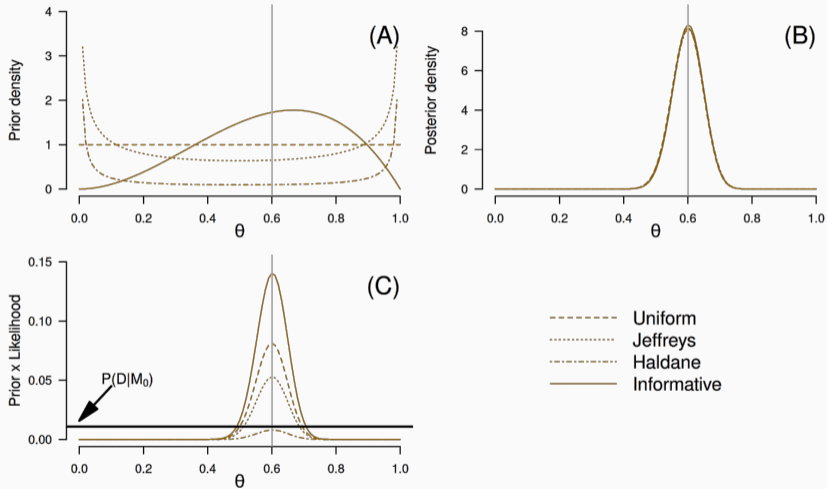 (A)
Prior density
4
3
2
1
0
0.0 0.2 0.4 0.6 0.8 1.0
θ
(B)
Posterior density
8
6
4
2
0
0.0 0.2 0.4 0.6 0.8 1.0
θ
(C)
Prior x Likelihood
0.15
0.10
0.05
0.00
P(D|M₀)
0.0 0.2 0.4 0.6 0.8 1.0
θ
Uniform
Jeffreys
Haldane
Informative